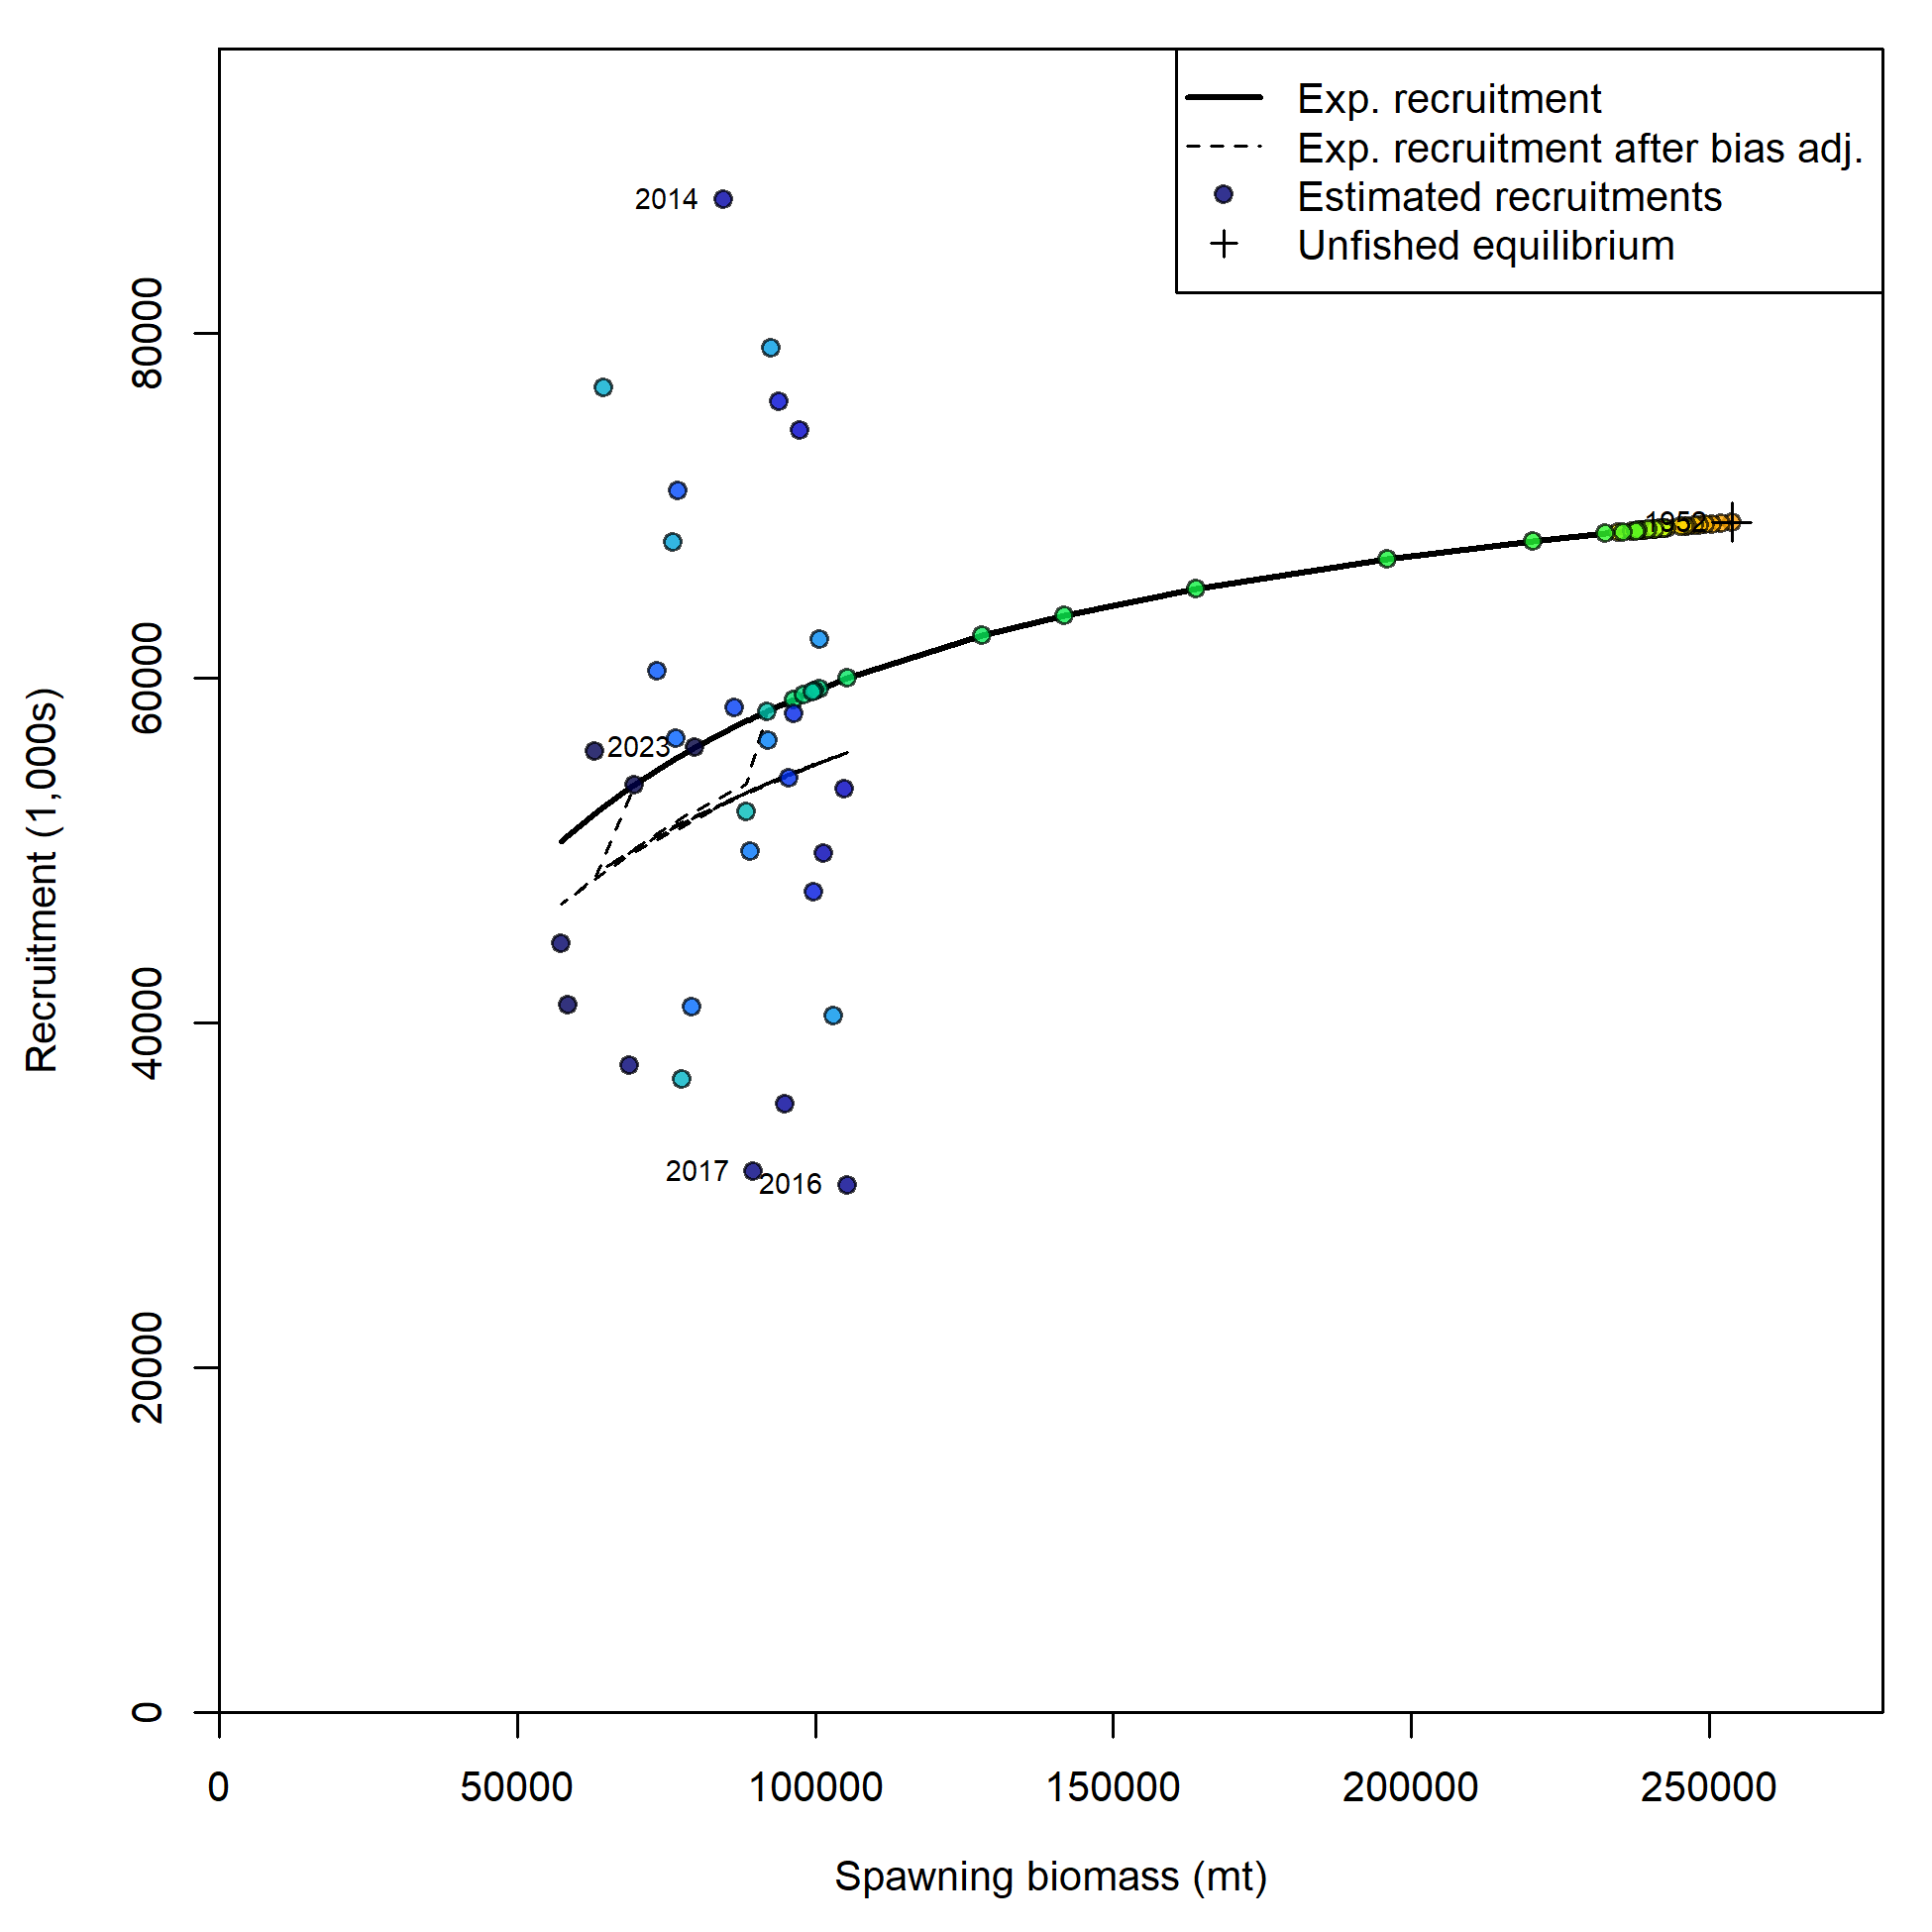 Exp. recruitment
Exp. recruitment after bias adj.
Estimated recruitments
Unfished equilibrium
2014
1952
2023
2017
2016
Recruitment (1,000s)
80000
60000
40000
20000
0
0 50000 100000 150000 200000 250000
Spawning biomass (mt)